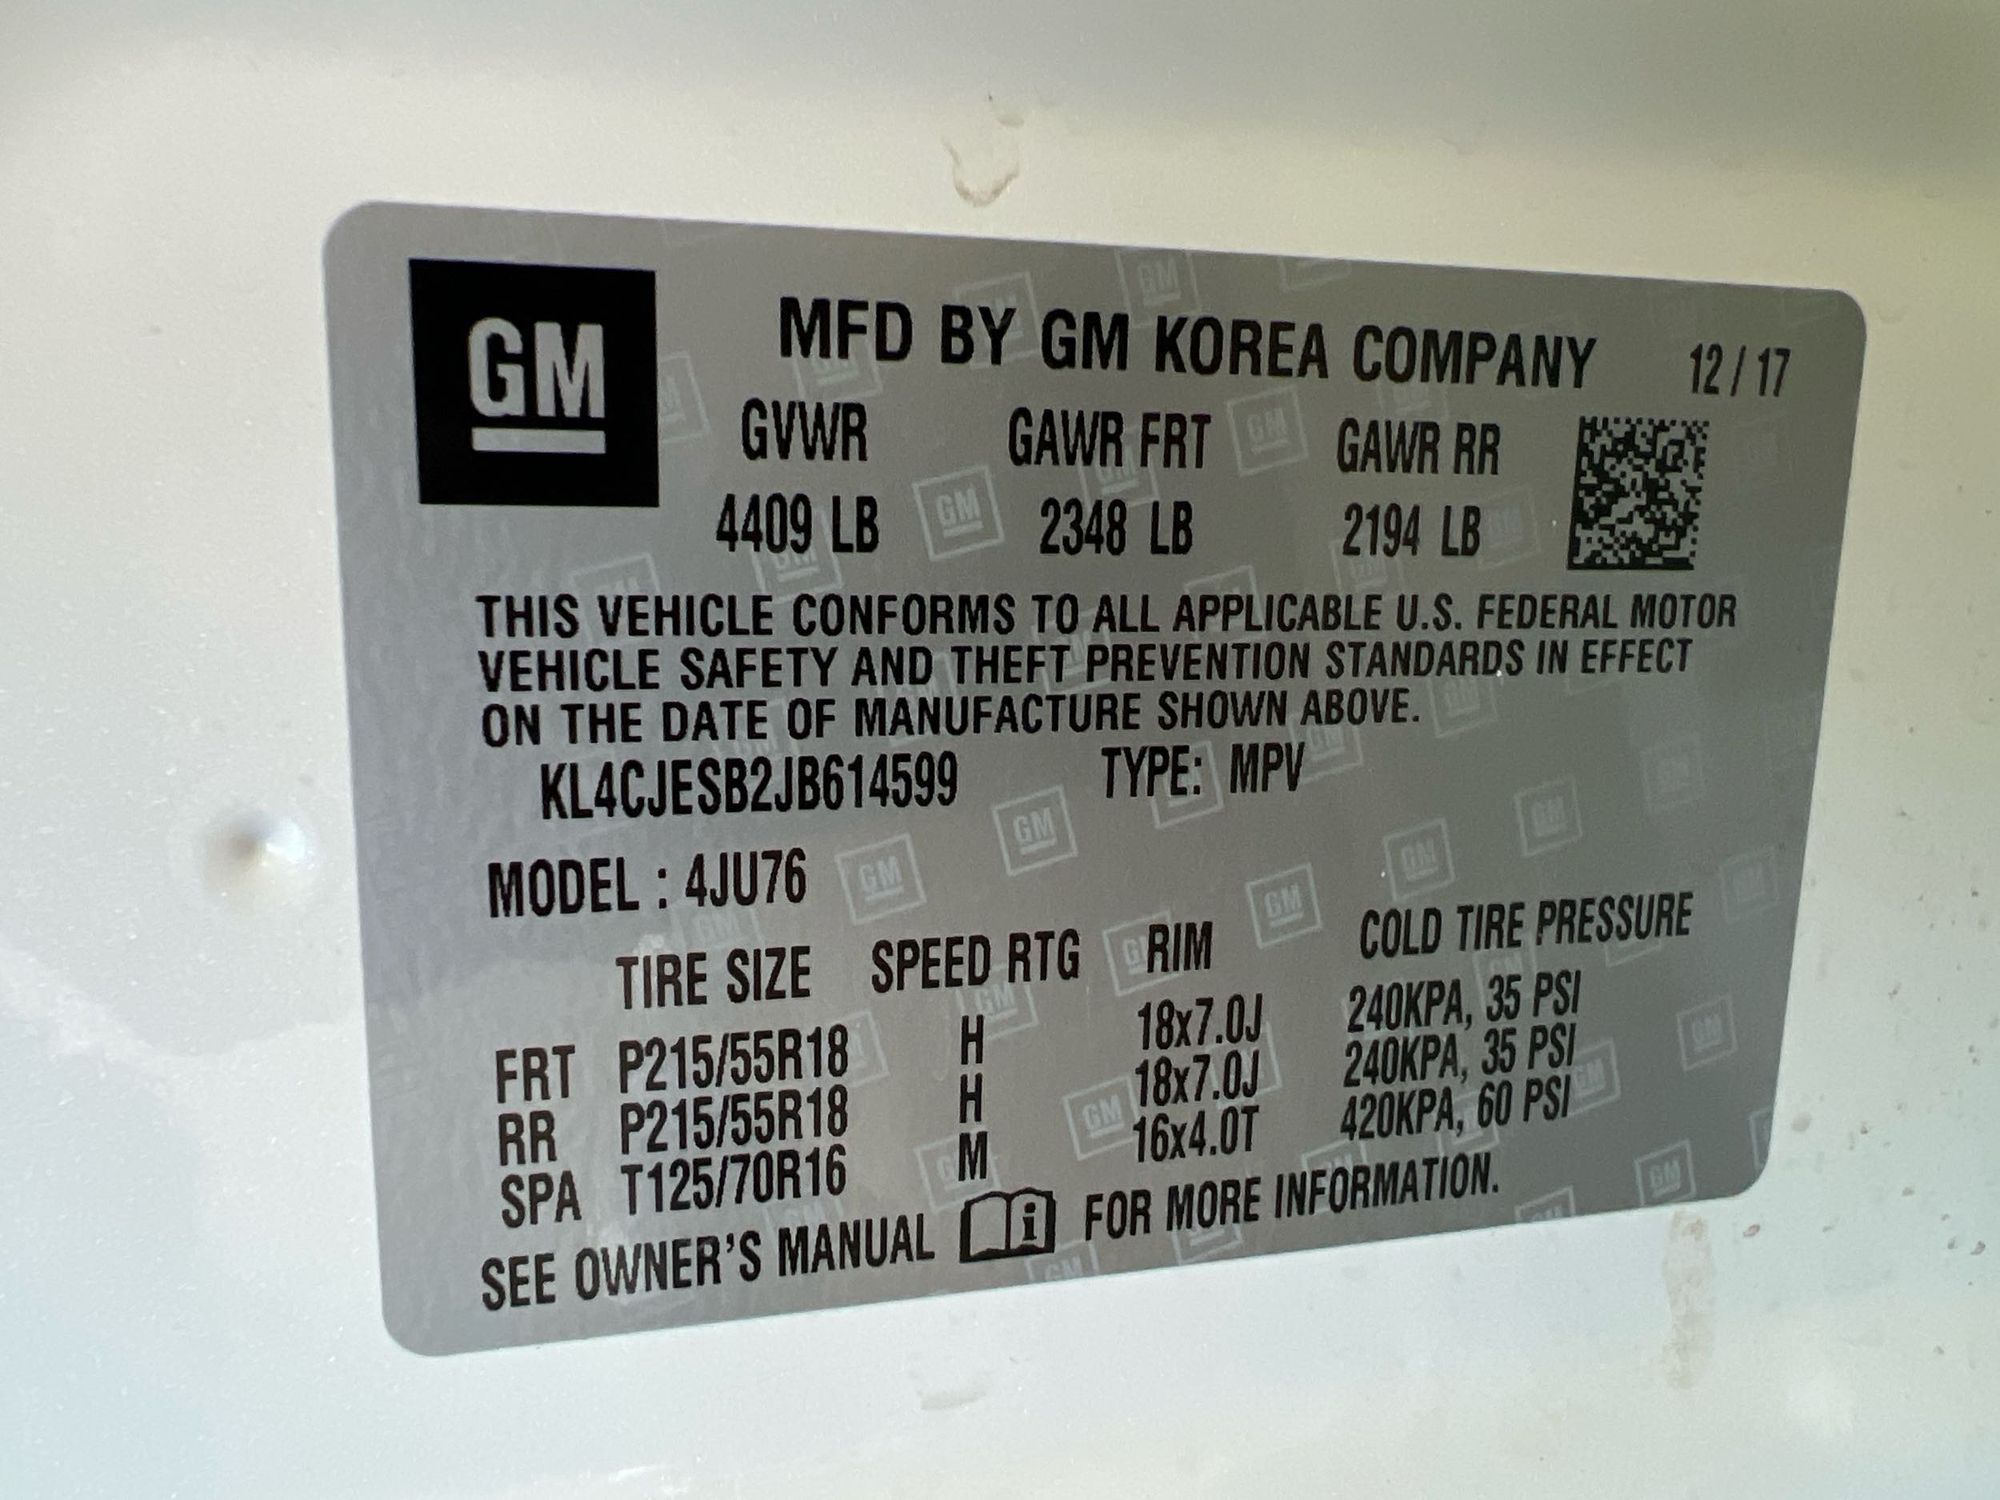 GM
MFD BY GM KOREA COMPANY 12/17
GVWR GAWR FRT GAWR RR
4409 LB 2348 LB 2194 LB
THIS VEHICLE CONFORMS TO ALL APPLICABLE U.S. FEDERAL MOTOR
VEHICLE SAFETY AND THEFT PREVENTION STANDARDS IN EFFECT
ON THE DATE OF MANUFACTURE SHOWN ABOVE.
KL4CJESB2JB614599 TYPE: MPV
MODEL : 4JU76
TIRE SIZE SPEED RTG RIM COLD TIRE PRESSURE
FRT P215/55R18 H 18x7.0J 240KPA, 35 PSI
RR P215/55R18 H 18x7.0J 240KPA, 35 PSI
SPA T125/70R16 M 16x4.0T 420KPA, 60 PSI
SEE OWNER'S MANUAL i FOR MORE INFORMATION.